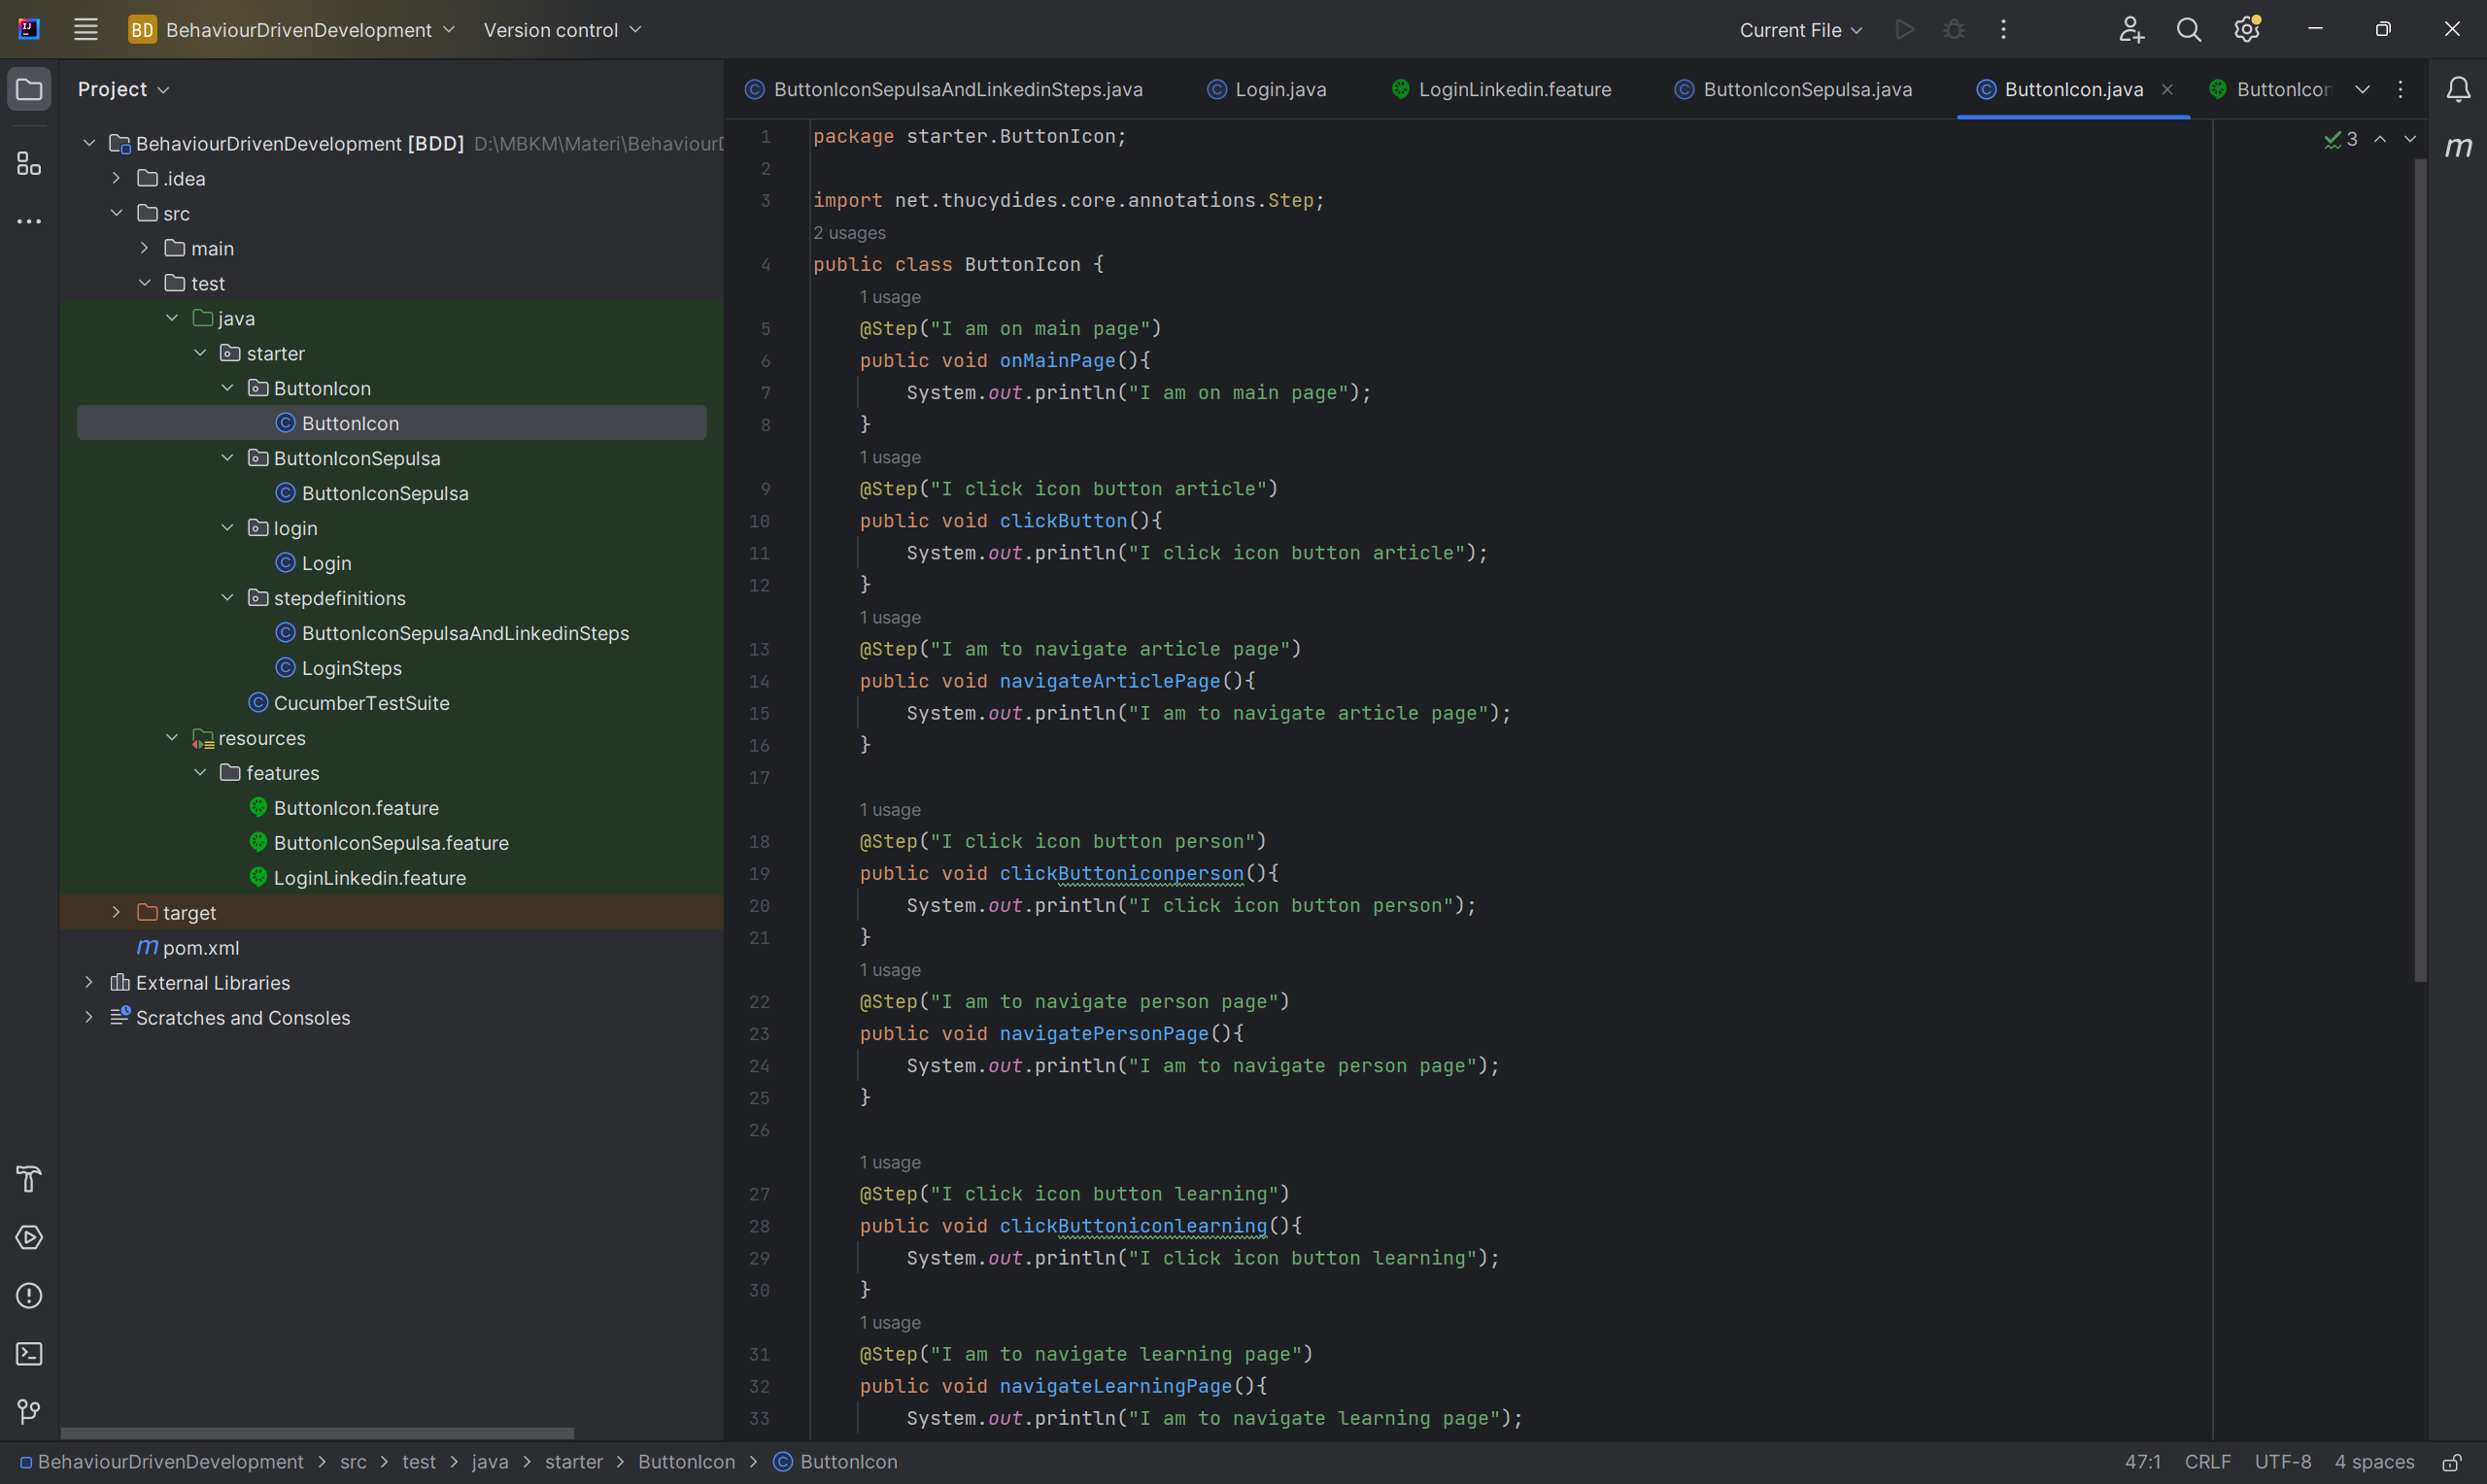 BD BehaviourDrivenDevelopment Version control Current File
Project
BehaviourDrivenDevelopment [BDD] D:\MBKM\Materi\Behaviour
.idea
src
main
test
java
starter
ButtonIcon
ButtonIcon
ButtonIconSepulsa
ButtonIconSepulsa
login
Login
stepdefinitions
ButtonIconSepulsaAndLinkedinSteps
LoginSteps
CucumberTestSuite
resources
features
ButtonIcon.feature
ButtonIconSepulsa.feature
LoginLinkedin.feature
target
m pom.xml
External Libraries
Scratches and Consoles
ButtonIconSepulsaAndLinkedinSteps.java Login.java LoginLinkedin.feature ButtonIconSepulsa.java ButtonIcon.java ButtonIcon
3
m
1 package starter.ButtonIcon;
2
3 import net.thucydides.core.annotations.Step;
2 usages
4 public class ButtonIcon {
1 usage
5 @Step("I am on main page")
6 public void onMainPage(){
7 System.out.println("I am on main page");
8 }
1 usage
9 @Step("I click icon button article")
10 public void clickButton(){
11 System.out.println("I click icon button article");
12 }
1 usage
13 @Step("I am to navigate article page")
14 public void navigateArticlePage(){
15 System.out.println("I am to navigate article page");
16 }
17
1 usage
18 @Step("I click icon button person")
19 public void clickButtoniconperson(){
20 System.out.println("I click icon button person");
21 }
1 usage
22 @Step("I am to navigate person page")
23 public void navigatePersonPage(){
24 System.out.println("I am to navigate person page");
25 }
26
1 usage
27 @Step("I click icon button learning")
28 public void clickButtoniconlearning(){
29 System.out.println("I click icon button learning");
30 }
1 usage
31 @Step("I am to navigate learning page")
32 public void navigateLearningPage(){
33 System.out.println("I am to navigate learning page");
BehaviourDrivenDevelopment > src > test > java > starter > ButtonIcon > ButtonIcon 47:1 CRLF UTF-8 4 spaces